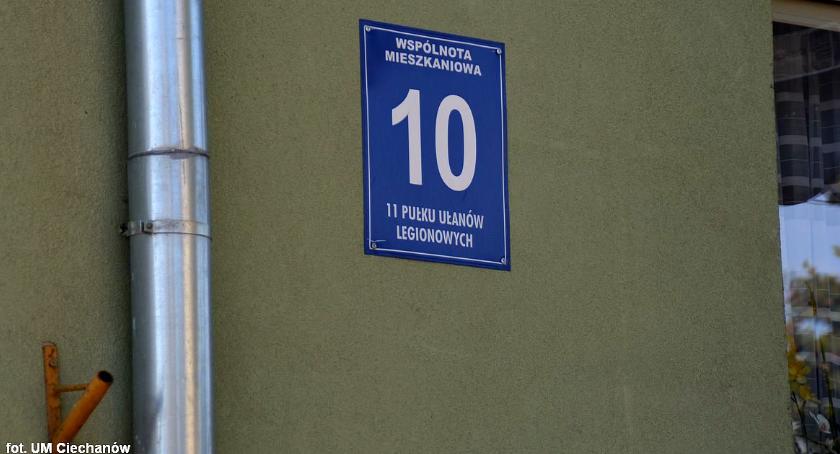 WSPÓLNOTA
MIESZKANIOWA
10
11 PUŁKU UŁANÓW
LEGIONOWYCH
fot. UM Ciechanów